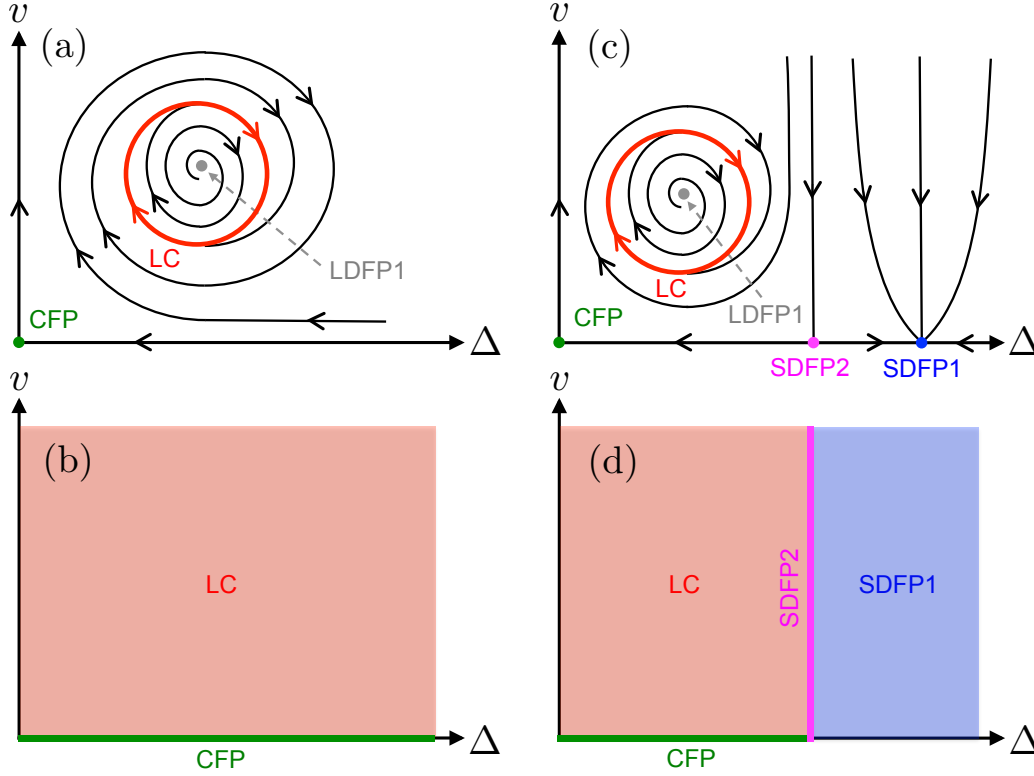 v
(a)
LC
LDFP1
CFP
Δ
v
(c)
LC
LDFP1
CFP
Δ
SDFP2
SDFP1
v
(b)
LC
CFP
Δ
v
(d)
LC
SDFP2
SDFP1
CFP
Δ